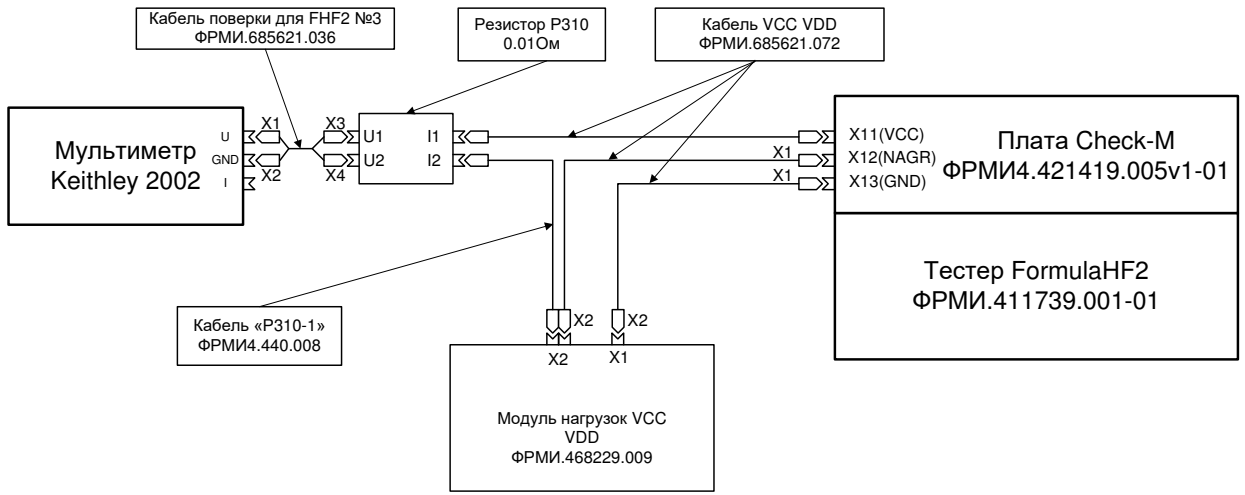 Кабель поверки для FHF2 №3
ФРМИ.685621.036
Резистор Р310
0.01Ом
Кабель VCC VDD
ФРМИ.685621.072
Мультиметр
Keithley 2002
U
GND
I
X1
X2
X3
X4
U1
U2
I1
I2
X1
X1
X11(VCC)
X12(NAGR)
X13(GND)
Плата Check-M
ФРМИ4.421419.005v1-01
Тестер FormulaHF2
ФРМИ.411739.001-01
Кабель «Р310-1»
ФРМИ4.440.008
X2
X2
X2
X1
Модуль нагрузок VCC
VDD
ФРМИ.468229.009